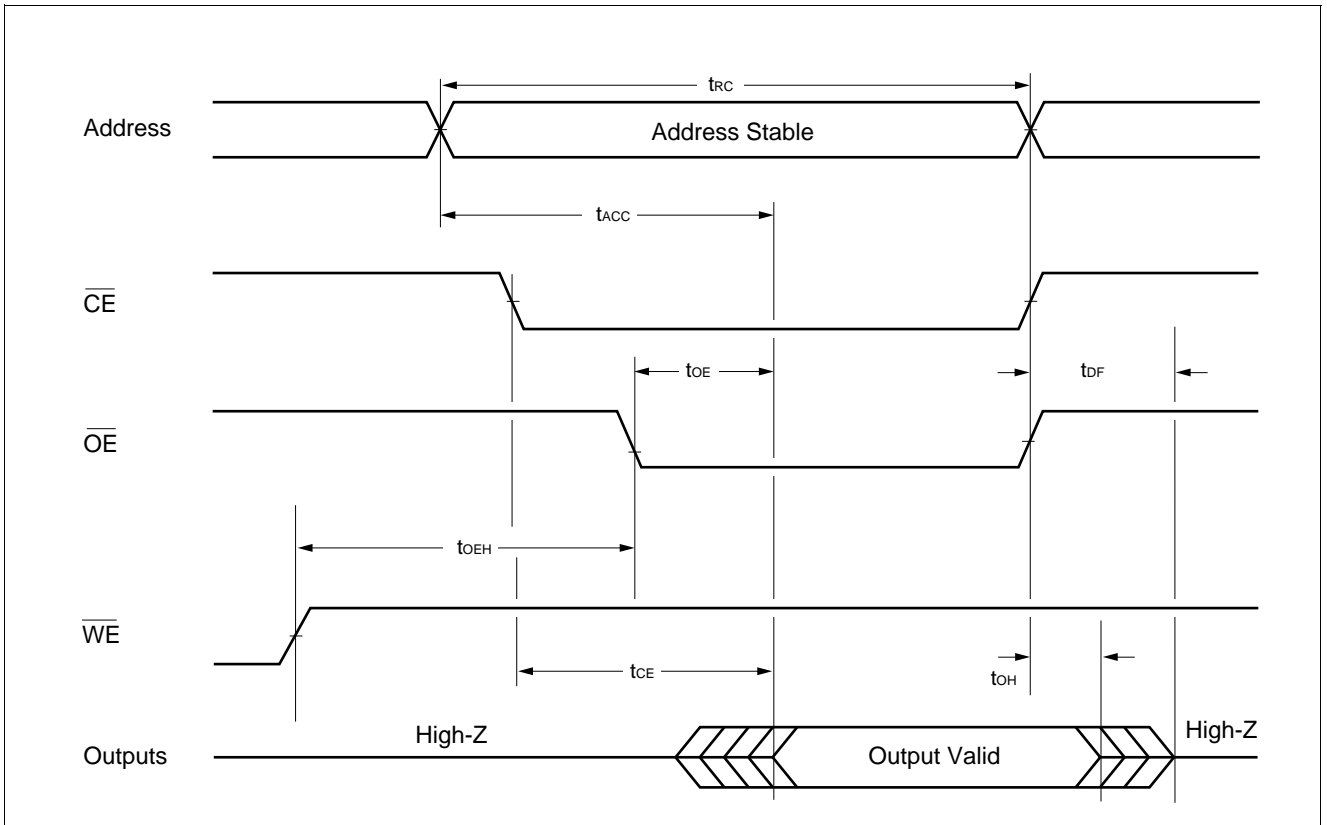 tRC
Address
Address Stable
tACC
CE
tOE
tDF
OE
tOEH
WE
tCE
tOH
High-Z
High-Z
Outputs
Output Valid